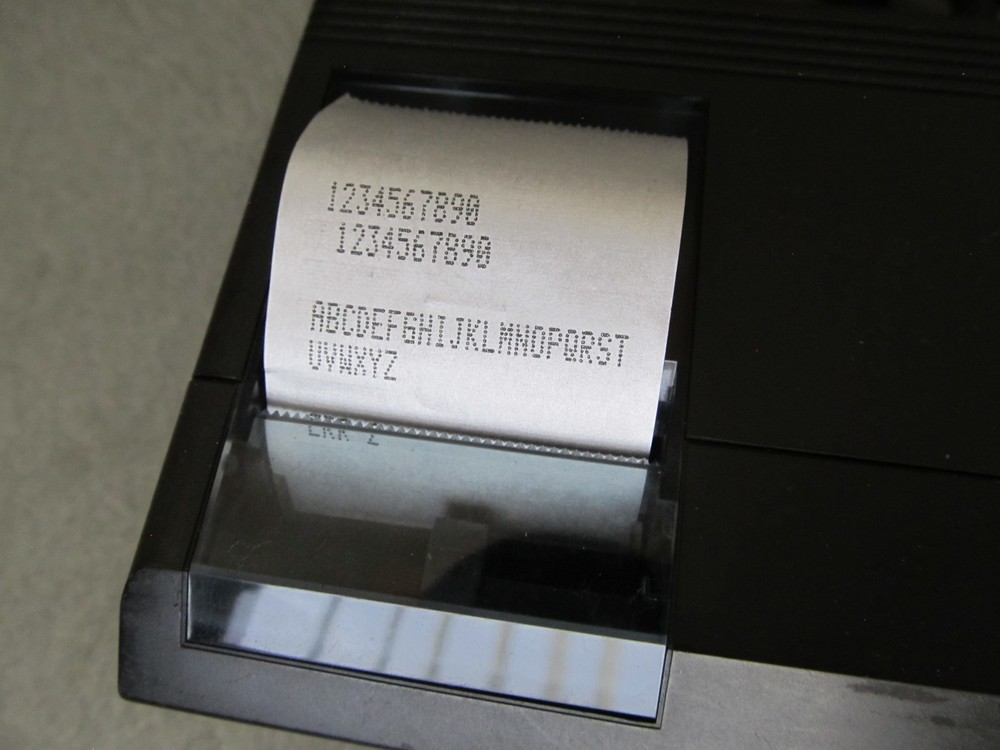 1234567890
1234567890
ABCDEFGHIJKLMNOPQRST
UVWXYZ
ERR 2